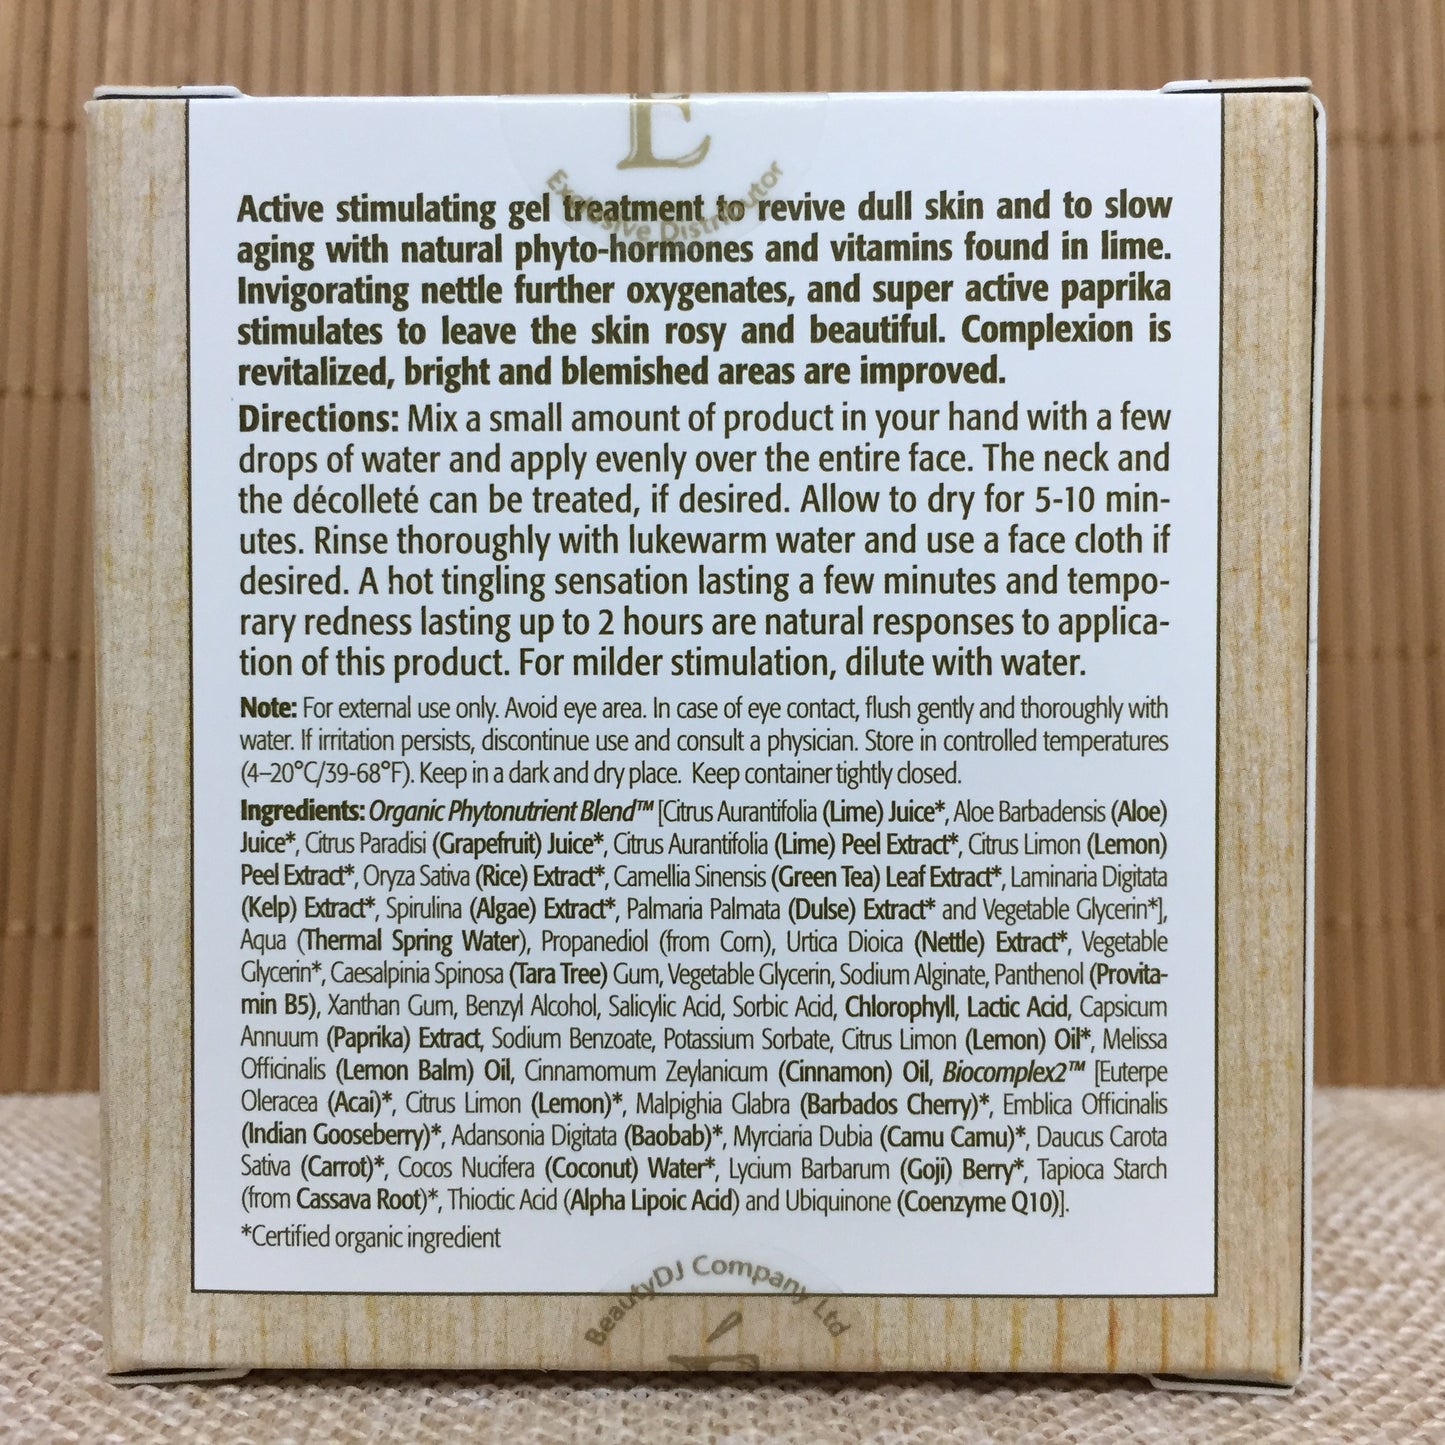 E
Exclusive Distributor
Active stimulating gel treatment to revive dull skin and to slow
aging with natural phyto-hormones and vitamins found in lime.
Invigorating nettle further oxygenates, and super active paprika
stimulates to leave the skin rosy and beautiful. Complexion is
revitalized, bright and blemished areas are improved.
Directions: Mix a small amount of product in your hand with a few
drops of water and apply evenly over the entire face. The neck and
the décolleté can be treated, if desired. Allow to dry for 5-10 min-
utes. Rinse thoroughly with lukewarm water and use a face cloth if
desired. A hot tingling sensation lasting a few minutes and tempo-
rary redness lasting up to 2 hours are natural responses to applica-
tion of this product. For milder stimulation, dilute with water.
Note: For external use only. Avoid eye area. In case of eye contact, flush gently and thoroughly with
water. If irritation persists, discontinue use and consult a physician. Store in controlled temperatures
(4–20°C/39-68°F). Keep in a dark and dry place. Keep container tightly closed.
Ingredients: Organic Phytonutrient Blend™ [Citrus Aurantifolia (Lime) Juice*, Aloe Barbadensis (Aloe)
Juice*, Citrus Paradisi (Grapefruit) Juice*, Citrus Aurantifolia (Lime) Peel Extract*, Citrus Limon (Lemon)
Peel Extract*, Oryza Sativa (Rice) Extract*, Camellia Sinensis (Green Tea) Leaf Extract*, Laminaria Digitata
(Kelp) Extract*, Spirulina (Algae) Extract*, Palmaria Palmata (Dulse) Extract* and Vegetable Glycerin*],
Aqua (Thermal Spring Water), Propanediol (from Corn), Urtica Dioica (Nettle) Extract*, Vegetable
Glycerin*, Caesalpinia Spinosa (Tara Tree) Gum, Vegetable Glycerin, Sodium Alginate, Panthenol (Provita-
min B5), Xanthan Gum, Benzyl Alcohol, Salicylic Acid, Sorbic Acid, Chlorophyll, Lactic Acid, Capsicum
Annuum (Paprika) Extract, Sodium Benzoate, Potassium Sorbate, Citrus Limon (Lemon) Oil*, Melissa
Officinalis (Lemon Balm) Oil, Cinnamomum Zeylanicum (Cinnamon) Oil, Biocomplex2™ [Euterpe
Oleracea (Acai)*, Citrus Limon (Lemon)*, Malpighia Glabra (Barbados Cherry)*, Emblica Officinalis
(Indian Gooseberry)*, Adansonia Digitata (Baobab)*, Myrciaria Dubia (Camu Camu)*, Daucus Carota
Sativa (Carrot)*, Cocos Nucifera (Coconut) Water*, Lycium Barbarum (Goji) Berry*, Tapioca Starch
(from Cassava Root)*, Thioctic Acid (Alpha Lipoic Acid) and Ubiquinone (Coenzyme Q10)].
*Certified organic ingredient
BeautyDJ Company Ltd